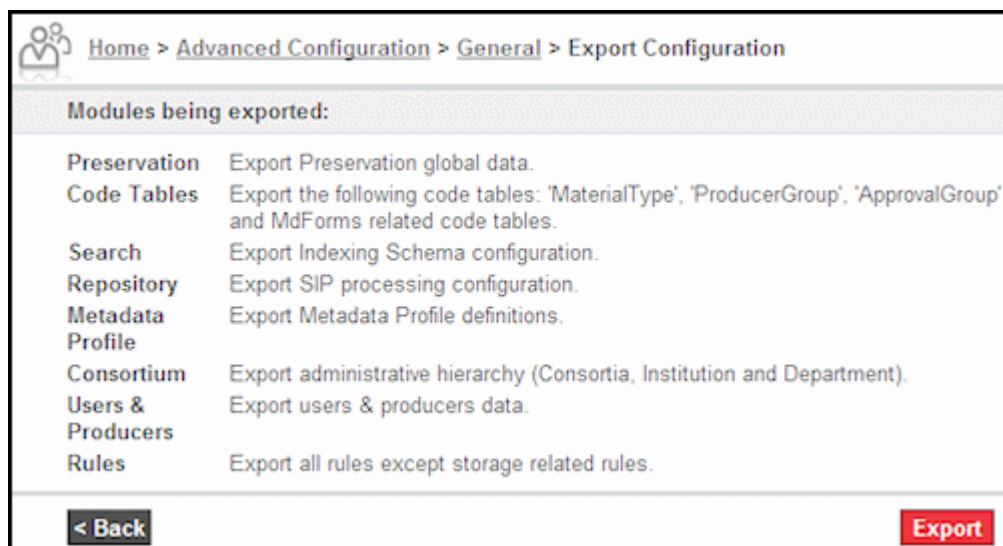 Home > Advanced Configuration > General > Export Configuration
Modules being exported:
Preservation Export Preservation global data.
Code Tables Export the following code tables: 'MaterialType', 'ProducerGroup', 'ApprovalGroup'
and MdForms related code tables.
Search Export Indexing Schema configuration.
Repository Export SIP processing configuration.
Metadata Export Metadata Profile definitions.
Profile
Consortium Export administrative hierarchy (Consortia, Institution and Department).
Users & Export users & producers data.
Producers
Rules Export all rules except storage related rules.
< Back Export